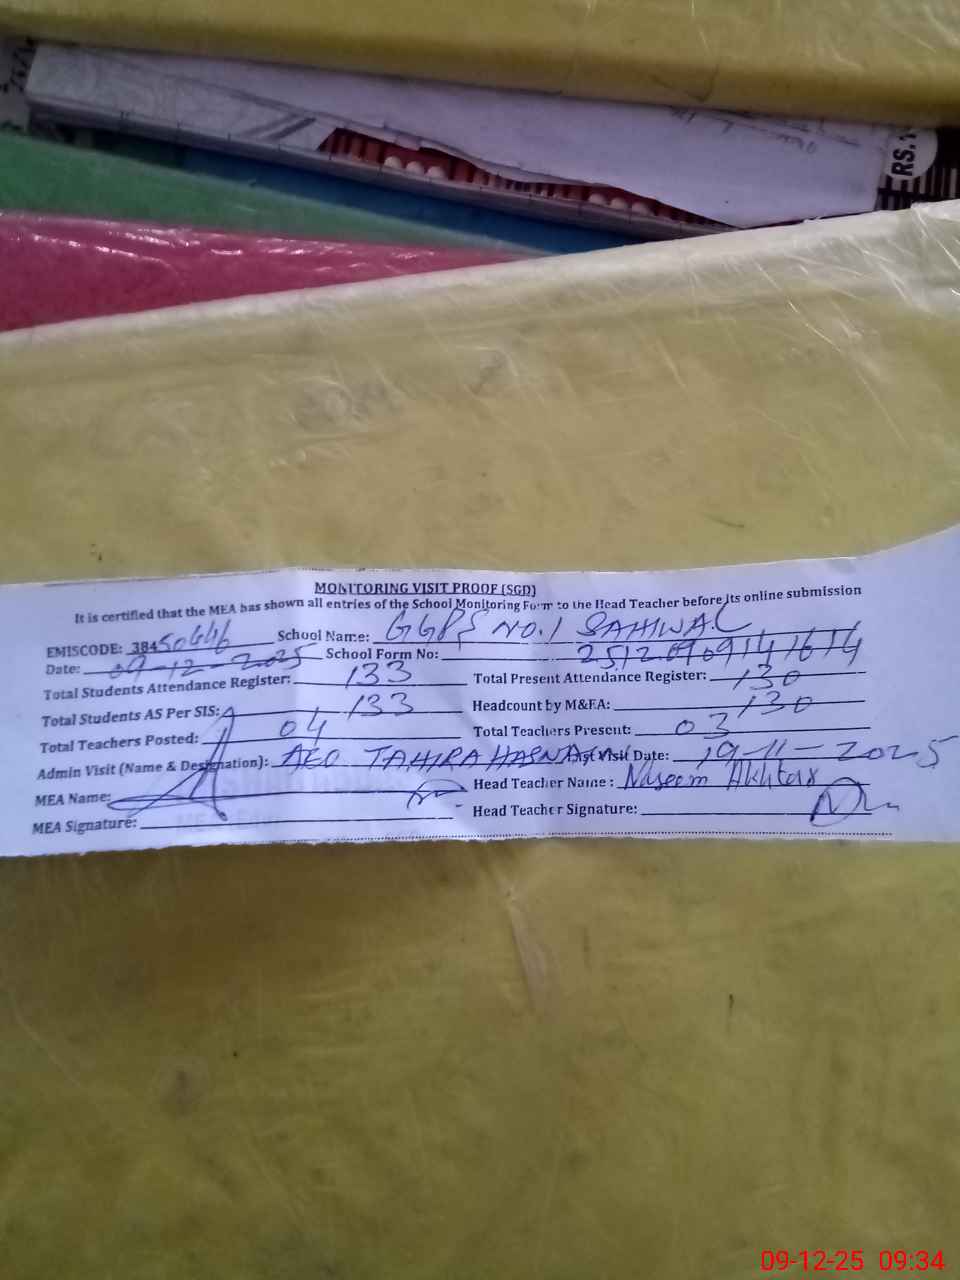 RS.
MONITORING VISIT PROOF (SGD)
It is certified that the MEA has shown all entries of the School Monitoring Form to the Head Teacher before its online submission
EMISCODE: 38450646 School Name: GGPS NO.1 SAHIWAL
Date: 09-12-2025 School Form No:
Total Students Attendance Register: 133 Total Present Attendance Register: 130
Total Students AS Per SIS: 133 Headcount by M&EA: 130
Total Teachers Posted: 04 Total Teachers Present: 03
Admin Visit (Name & Designation): AEO TAHIRA HASNAIN Visit Date: 19-11-2025
MEA Name: Head Teacher Name: Naseem Akhtar
MEA Signature: Head Teacher Signature:
09-12-25 09:34